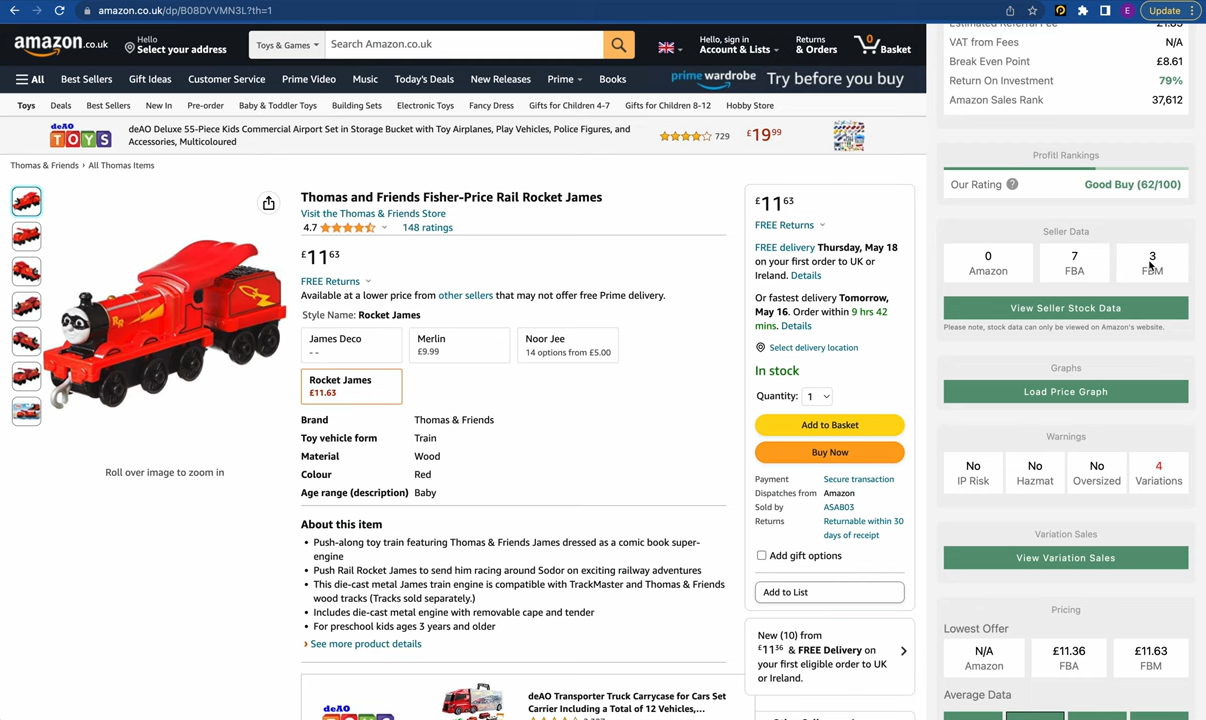 amazon.co.uk/dp/B08DVVMN3L?th=1
E
Update
amazon.co.uk
Hello
Select your address
Toys & Games
Search Amazon.co.uk
Hello, sign in
Account & Lists
Returns
& Orders
0
Basket
All
Best Sellers
Gift Ideas
Customer Service
Prime Video
Music
Today's Deals
New Releases
Prime
Books
prime wardrobe
Try before you buy
Toys
Deals
Best Sellers
New In
Pre-order
Baby & Toddler Toys
Building Sets
Electronic Toys
Fancy Dress
Gifts for Children 4-7
Gifts for Children 8-12
Hobby Store
deAO
TOYS
deAO Deluxe 55-Piece Kids Commercial Airport Set in Storage Bucket with Toy Airplanes, Play Vehicles, Police Figures, and
Accessories, Multicoloured
729
£19.99
Thomas & Friends › All Thomas Items
Roll over image to zoom in
Thomas and Friends Fisher-Price Rail Rocket James
Visit the Thomas & Friends Store
4.7
148 ratings
£11.63
FREE Returns
Available at a lower price from other sellers that may not offer free Prime delivery.
Style Name: Rocket James
James Deco
- -
Merlin
£9.99
Noor Jee
14 options from £5.00
Rocket James
£11.63
Brand Thomas & Friends
Toy vehicle form Train
Material Wood
Colour Red
Age range (description) Baby
About this item
• Push-along toy train featuring Thomas & Friends James dressed as a comic book super-
engine
• Push Rail Rocket James to send him racing around Sodor on exciting railway adventures
• This die-cast metal James train engine is compatible with TrackMaster and Thomas & Friends
wood tracks (Tracks sold separately.)
• Includes die-cast metal engine with removable cape and tender
• For preschool kids ages 3 years and older
› See more product details
deAO
TOYS
deAO Transporter Truck Carrycase for Cars Set
Carrier Including a Total of 12 Vehicles,...
£11.63
FREE Returns
FREE delivery Thursday, May 18
on your first order to UK or
Ireland. Details
Or fastest delivery Tomorrow,
May 16. Order within 9 hrs 42
mins. Details
Select delivery location
In stock
Quantity: 1
Add to Basket
Buy Now
Payment Secure transaction
Dispatches from Amazon
Sold by ASAB03
Returns Returnable within 30
days of receipt
Add gift options
Add to List
New (10) from
£11.36 & FREE Delivery on
your first eligible order to UK
or Ireland.
VAT from Fees N/A
Break Even Point £8.61
Return On Investment 79%
Amazon Sales Rank 37,612
Profitl Rankings
Our Rating ? Good Buy (62/100)
Seller Data
0
Amazon
7
FBA
3
FBM
View Seller Stock Data
Please note, stock data can only be viewed on Amazon's website.
Graphs
Load Price Graph
Warnings
No
IP Risk
No
Hazmat
No
Oversized
4
Variations
Variation Sales
View Variation Sales
Pricing
Lowest Offer
N/A
Amazon
£11.36
FBA
£11.63
FBM
Average Data